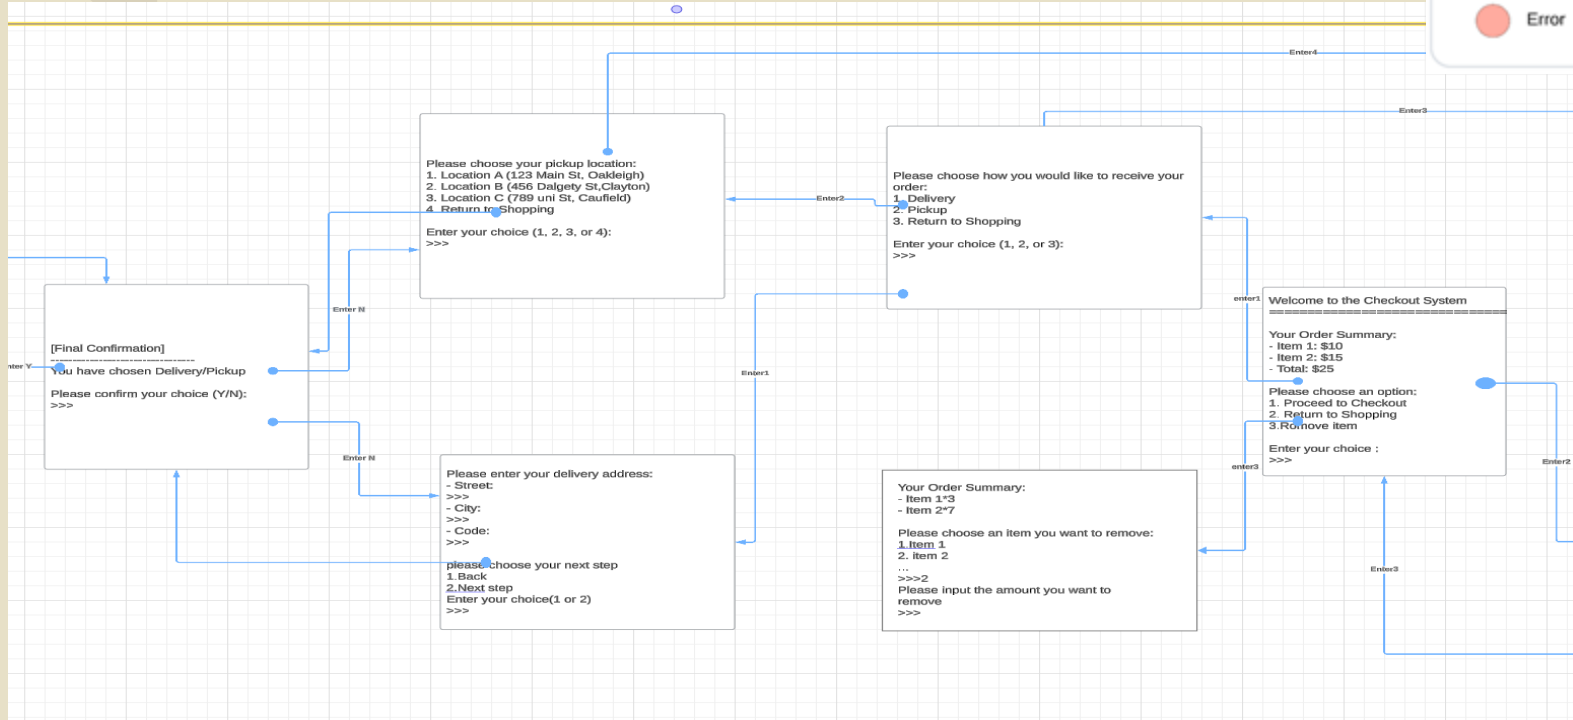 Error
Enter4
Enter3
Please choose your pickup location:
1. Location A (123 Main St, Oakleigh)
2. Location B (456 Dalgety St,Clayton)
3. Location C (789 uni St, Caufield)
4. Return to Shopping
Enter your choice (1, 2, 3, or 4):
>>>
Enter2
Please choose how you would like to receive your
order:
1. Delivery
2. Pickup
3. Return to Shopping
Enter your choice (1, 2, or 3):
>>>
enter1
Welcome to the Checkout System
==================================
Your Order Summary:
- Item 1: $10
- Item 2: $15
- Total: $25
Please choose an option:
1. Proceed to Checkout
2. Return to Shopping
3.Romove item
Enter your choice :
>>>
Enter N
[Final Confirmation]
-----------------------------------
You have chosen Delivery/Pickup
Please confirm your choice (Y/N):
>>>
nter Y
Enter N
Enter1
Please enter your delivery address:
- Street:
>>>
- City:
>>>
- Code:
>>>
please choose your next step
1.Back
2.Next step
Enter your choice(1 or 2)
>>>
Your Order Summary:
- Item 1*3
- Item 2*7
Please choose an item you want to remove:
1.Item 1
2. item 2
...
>>>2
Please input the amount you want to
remove
>>>
enter3
Enter2
Enter3